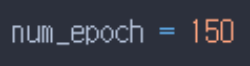 num_epoch = 150